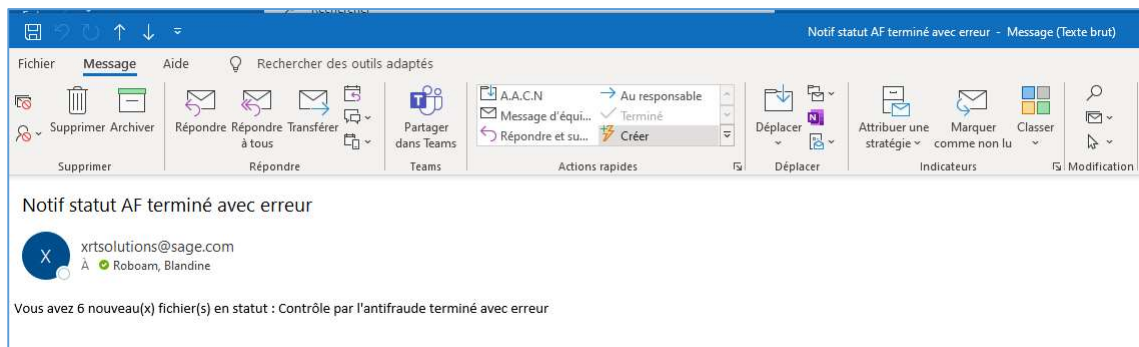 Notif statut AF terminé avec erreur - Message (Texte brut)
Fichier Message Aide Rechercher des outils adaptés
Supprimer Archiver
Répondre Répondre à tous Transférer
Partager dans Teams
A.A.C.N Au responsable
Message d'équi... Terminé
Répondre et su... Créer
Déplacer
Attribuer une stratégie Marquer comme non lu Classer
Supprimer Répondre Teams Actions rapides Déplacer Indicateurs Modification
Notif statut AF terminé avec erreur
X
xrtsolutions@sage.com
À Roboam, Blandine
Vous avez 6 nouveau(x) fichier(s) en statut : Contrôle par l'antifraude terminé avec erreur